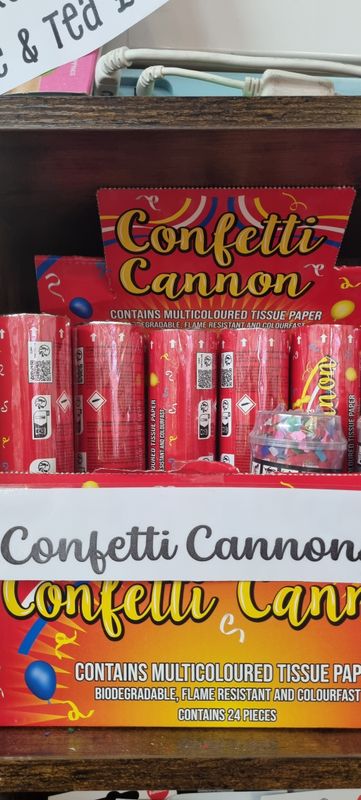 & Tea
Confetti
Cannon
CONTAINS MULTICOLOURED TISSUE PAPER
BIODEGRADABLE, FLAME RESISTANT AND COLOURFAST
Confetti Cannons
Confetti Cann
CONTAINS MULTICOLOURED TISSUE PAP
BIODEGRADABLE, FLAME RESISTANT AND COLOURFAST
CONTAINS 24 PIECES